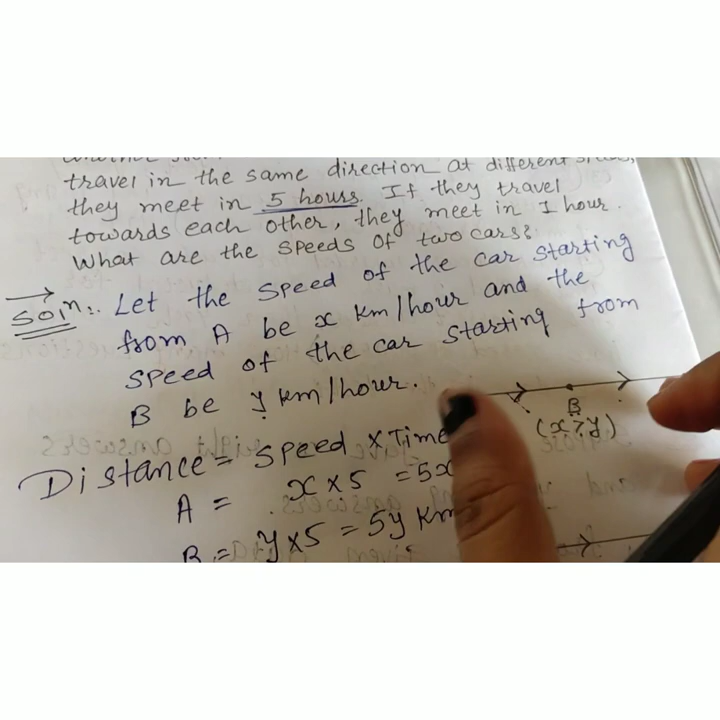 travel in the same direction at different
they meet in 5 hours. If they travel
towards each other, they meet in 1 hour.
What are the speeds of two cars?
Soln:. Let the speed of the car starting
from A be x km/hour and the
speed of the car starting from
B be y km/hour.
B
(x>y)
Distance = Speed × Time
A = x×5 = 5x
B = y×5 = 5y km